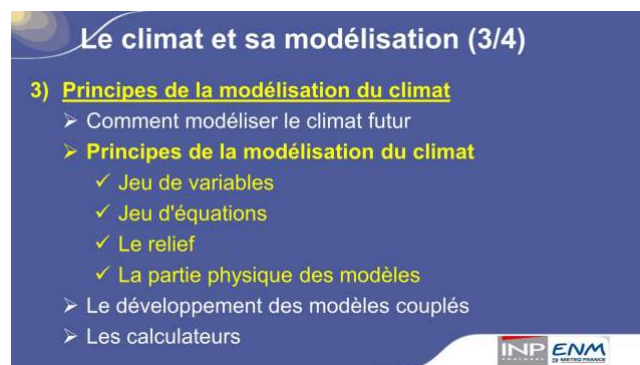 Le climat et sa modélisation (3/4)
3) Principes de la modélisation du climat
➢ Comment modéliser le climat futur
➢ Principes de la modélisation du climat
✓ Jeu de variables
✓ Jeu d'équations
✓ Le relief
✓ La partie physique des modèles
➢ Le développement des modèles couplés
➢ Les calculateurs
INP ENM
METEO FRANCE